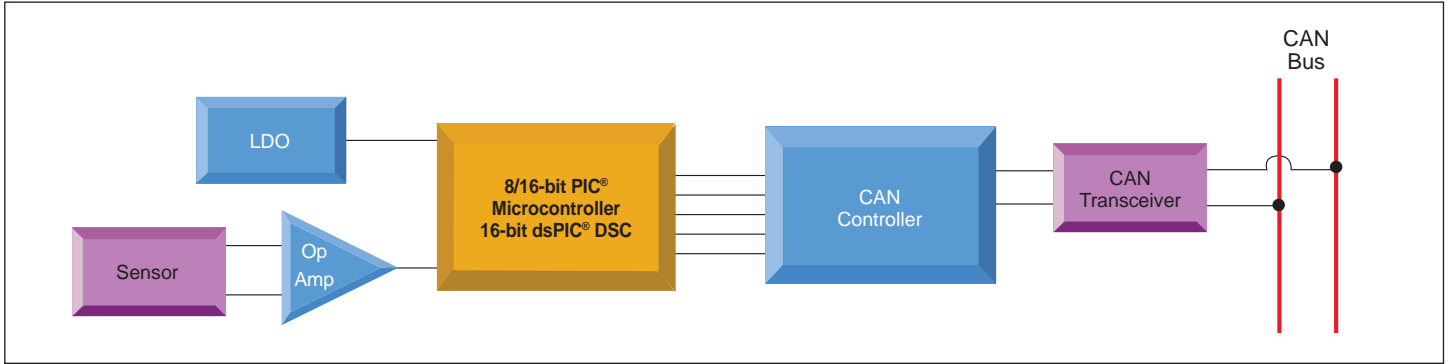 CAN
Bus
LDO
8/16-bit PIC®
Microcontroller
16-bit dsPIC® DSC
CAN
Controller
CAN
Transceiver
Sensor
Op
Amp